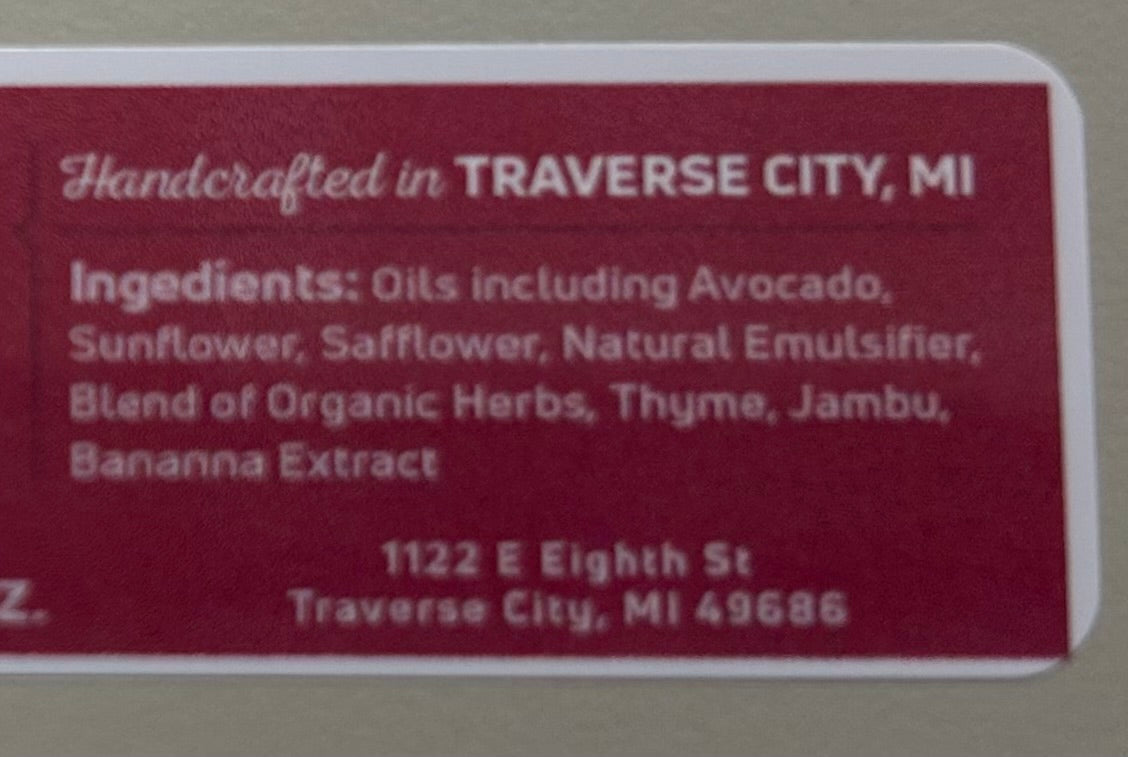 Handcrafted in TRAVERSE CITY, MI
Ingedients: Oils including Avocado,
Sunflower, Safflower, Natural Emulsifier,
Blend of Organic Herbs, Thyme, Jambu,
Bananna Extract
1122 E Eighth St
z.
Traverse City, MI 49686